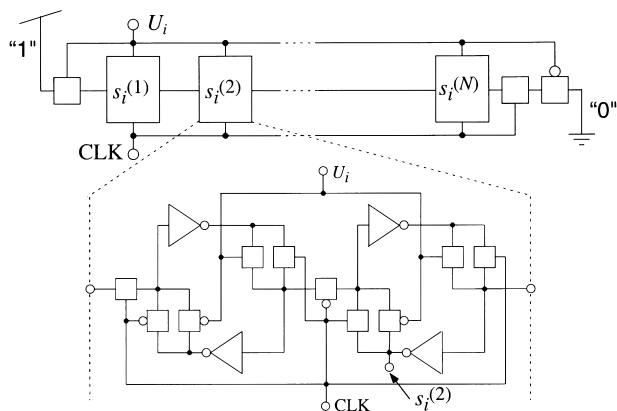 U_i
"1"
s_i^(1)
s_i^(2)
s_i^(N)
"0"
CLK
U_i
s_i^(2)
CLK